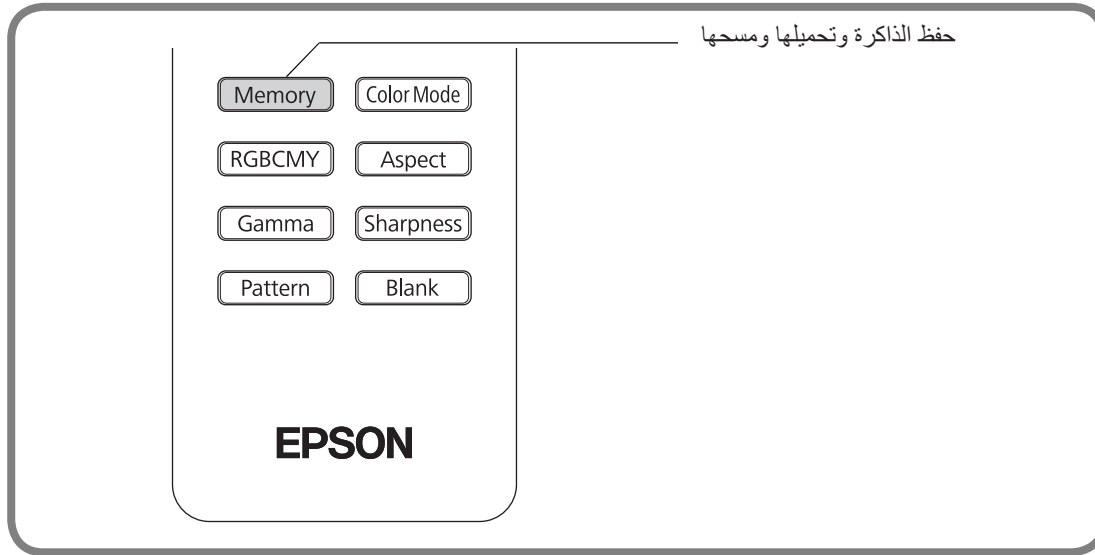 حفظ الذاكرة وتحميلها ومسحها
Memory Color Mode
RGBCMY Aspect
Gamma Sharpness
Pattern Blank
EPSON